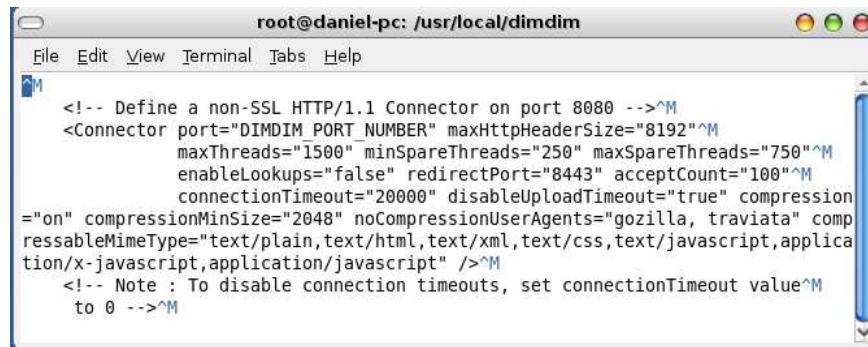 root@daniel-pc: /usr/local/dimdim
File Edit View Terminal Tabs Help
^M
    <!-- Define a non-SSL HTTP/1.1 Connector on port 8080 -->^M
    <Connector port="DIMDIM_PORT_NUMBER" maxHttpHeaderSize="8192"^M
               maxThreads="1500" minSpareThreads="250" maxSpareThreads="750"^M
               enableLookups="false" redirectPort="8443" acceptCount="100"^M
               connectionTimeout="20000" disableUploadTimeout="true" compression
="on" compressionMinSize="2048" noCompressionUserAgents="gozilla, traviata" comp
ressableMimeType="text/plain,text/html,text/xml,text/css,text/javascript,applica
tion/x-javascript,application/javascript" />^M
    <!-- Note : To disable connection timeouts, set connectionTimeout value^M
     to 0 -->^M